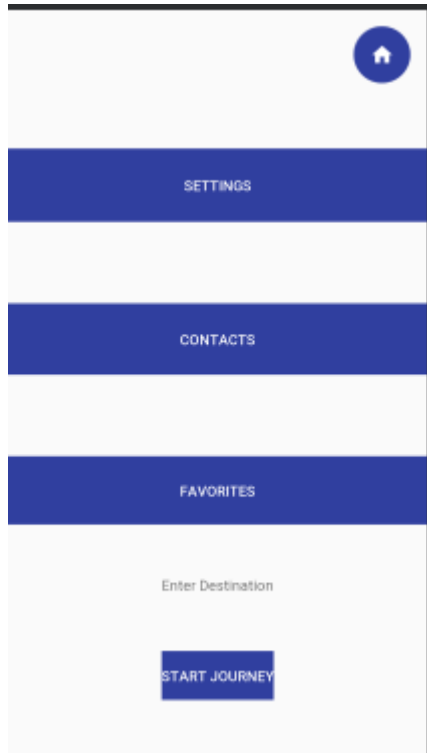 SETTINGS
CONTACTS
FAVORITES
Enter Destination
START JOURNEY